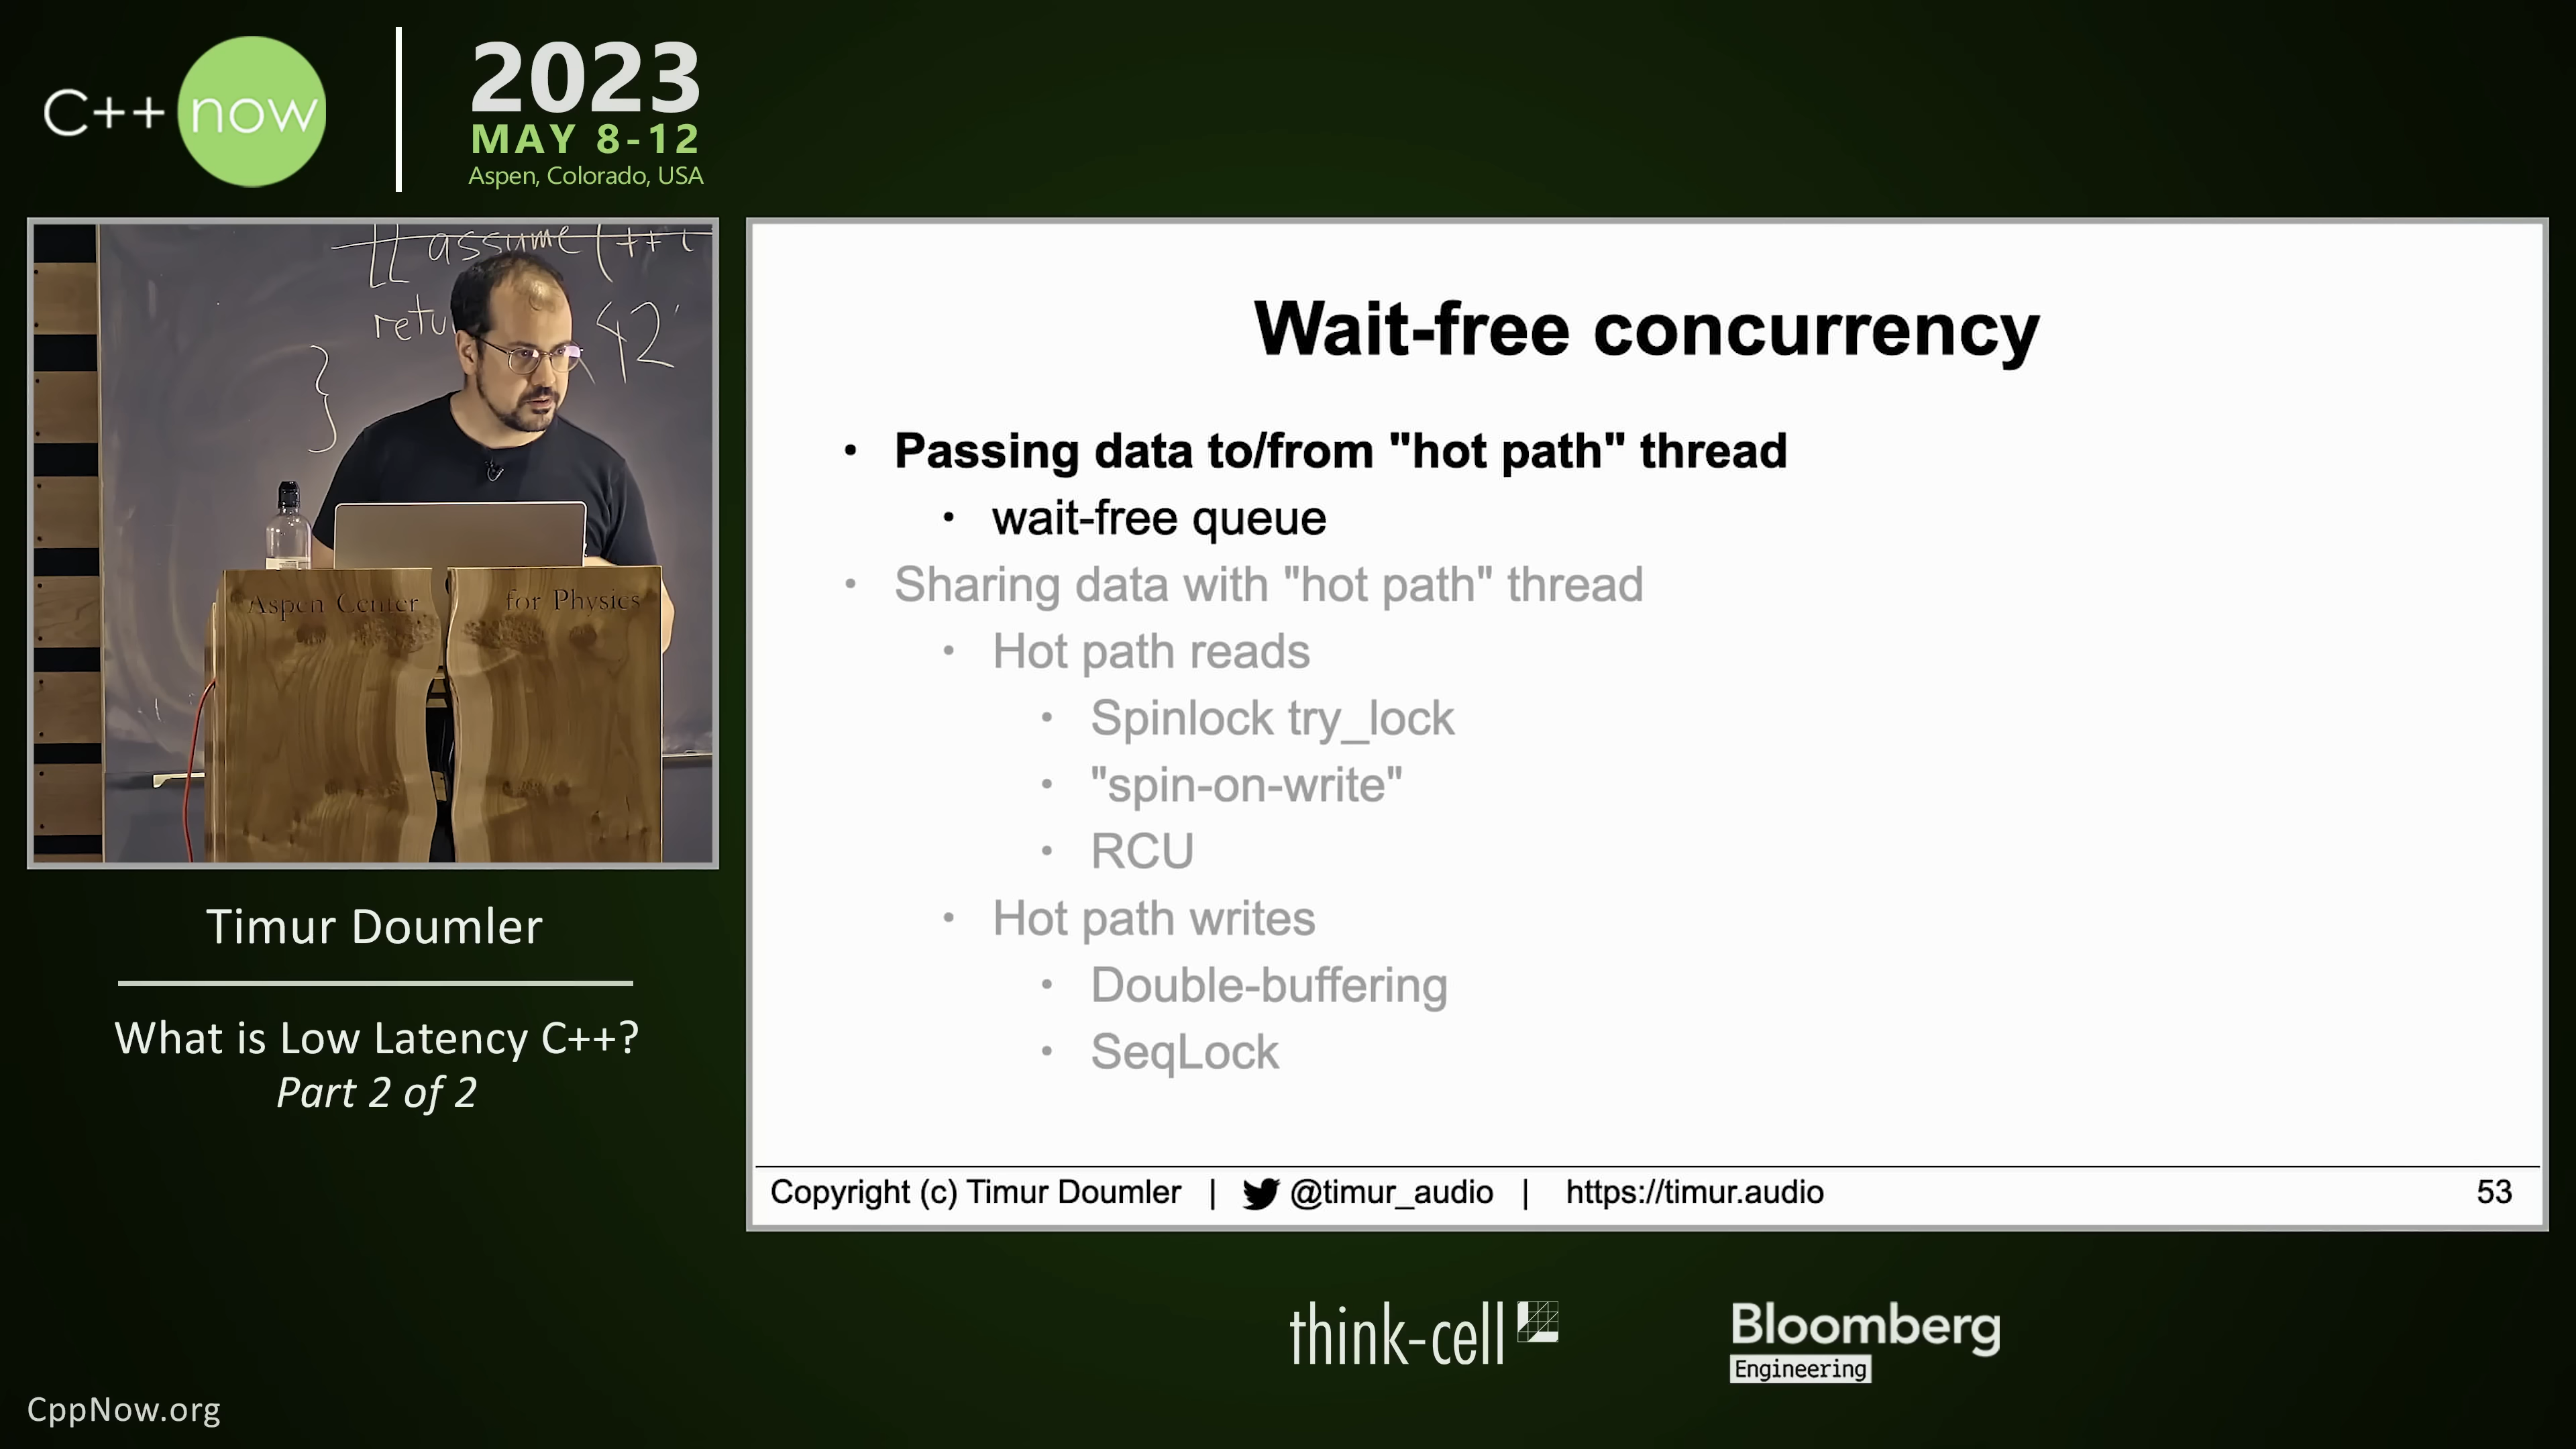 C++ now
2023
MAY 8-12
Aspen, Colorado, USA
[[ assume (++i
retu
42
}
Aspen Center for Physics
Timur Doumler
What is Low Latency C++?
Part 2 of 2
Wait-free concurrency
• Passing data to/from "hot path" thread
• wait-free queue
• Sharing data with "hot path" thread
• Hot path reads
• Spinlock try_lock
• "spin-on-write"
• RCU
• Hot path writes
• Double-buffering
• SeqLock
Copyright (c) Timur Doumler | @timur_audio | https://timur.audio 53
think-cell
Bloomberg
Engineering
CppNow.org